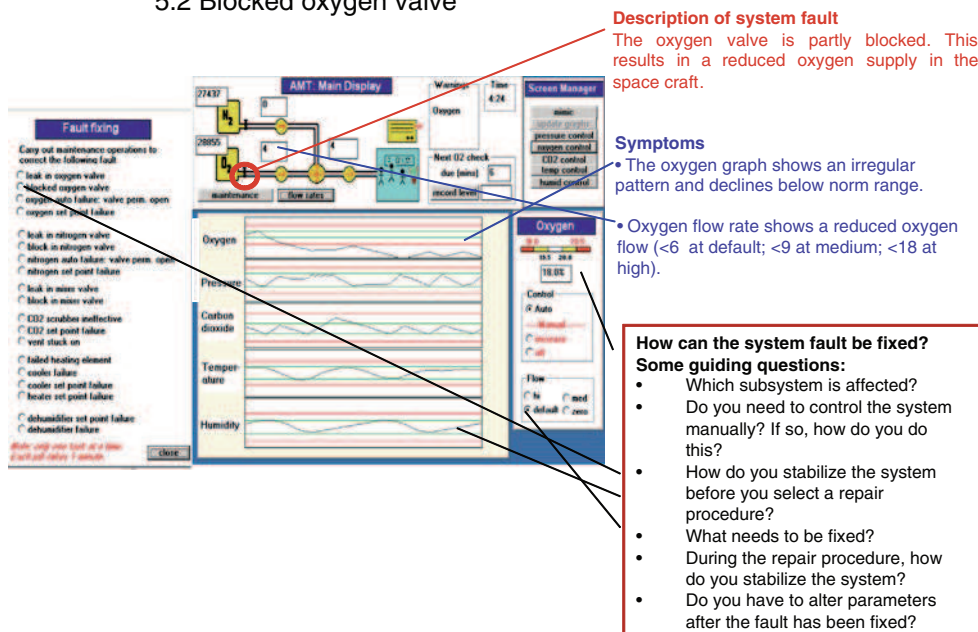 5.2 Blocked oxygen valve
Description of system fault
The oxygen valve is partly blocked. This
results in a reduced oxygen supply in the
space craft.
Symptoms
• The oxygen graph shows an irregular
pattern and declines below norm range.
• Oxygen flow rate shows a reduced oxygen
flow (<6 at default; <9 at medium; <18 at
high).
How can the system fault be fixed?
Some guiding questions:
• Which subsystem is affected?
• Do you need to control the system
manually? If so, how do you do
this?
• How do you stabilize the system
before you select a repair
procedure?
• What needs to be fixed?
• During the repair procedure, how
do you stabilize the system?
• Do you have to alter parameters
after the fault has been fixed?
Fault fixing
Carry out maintenance operations to
correct the following fault
leak in oxygen valve
blocked oxygen valve
oxygen auto failure: valve perm. open
oxygen set point failure
leak in nitrogen valve
block in nitrogen valve
nitrogen auto failure: valve perm. open
nitrogen set point failure
leak in mixer valve
block in mixer valve
CO2 scrubber ineffective
CO2 set point failure
vent stuck on
failed heating element
cooler failure
cooler set point failure
heater set point failure
dehumidifier set point failure
dehumidifier failure
close
AMT: Main Display
27437
N2
0
28855
O2
4
4
maintenance
flow rates
Warnings
Oxygen
Time
4:24
Next O2 check
due (mins) 6
record level
Screen Manager
mimic
update graphs
pressure control
oxygen control
CO2 control
temp control
humid control
Oxygen
Pressure
Carbon
dioxide
Temper-
ature
Humidity
Oxygen
19.5 20.0
18.0%
Control
Auto
Manual
increase
off
Flow
hi med
default zero